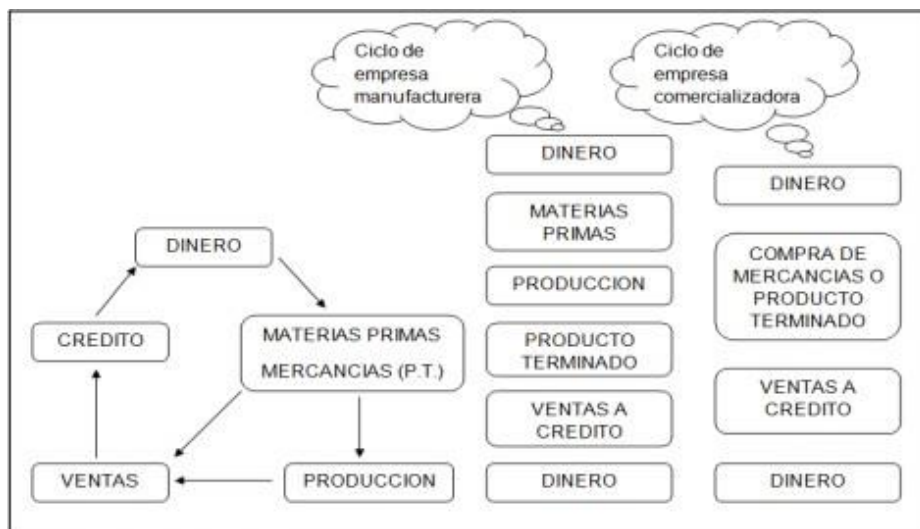 Ciclo de
empresa
manufacturera
Ciclo de
empresa
comercializadora
DINERO
MATERIAS PRIMAS
MERCANCIAS (P.T.)
PRODUCCION
VENTAS
CREDITO
DINERO
MATERIAS
PRIMAS
PRODUCCION
PRODUCTO
TERMINADO
VENTAS A
CREDITO
DINERO
DINERO
COMPRA DE
MERCANCIAS O
PRODUCTO
TERMINADO
VENTAS A
CREDITO
DINERO